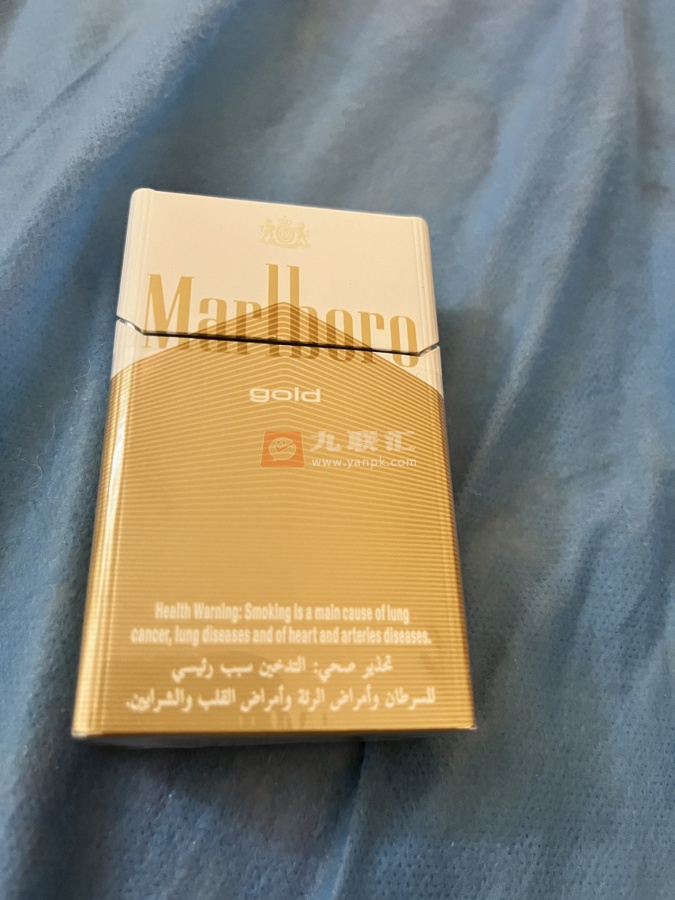 Marlboro
gold
九联汇
www.yanpk.com
Health Warning: Smoking is a main cause of lung
cancer, lung diseases and of heart and arteries diseases.
تحذير صحي: التدخين سبب رئيسي
للسرطان وأمراض الرئة وأمراض القلب والشرايين.